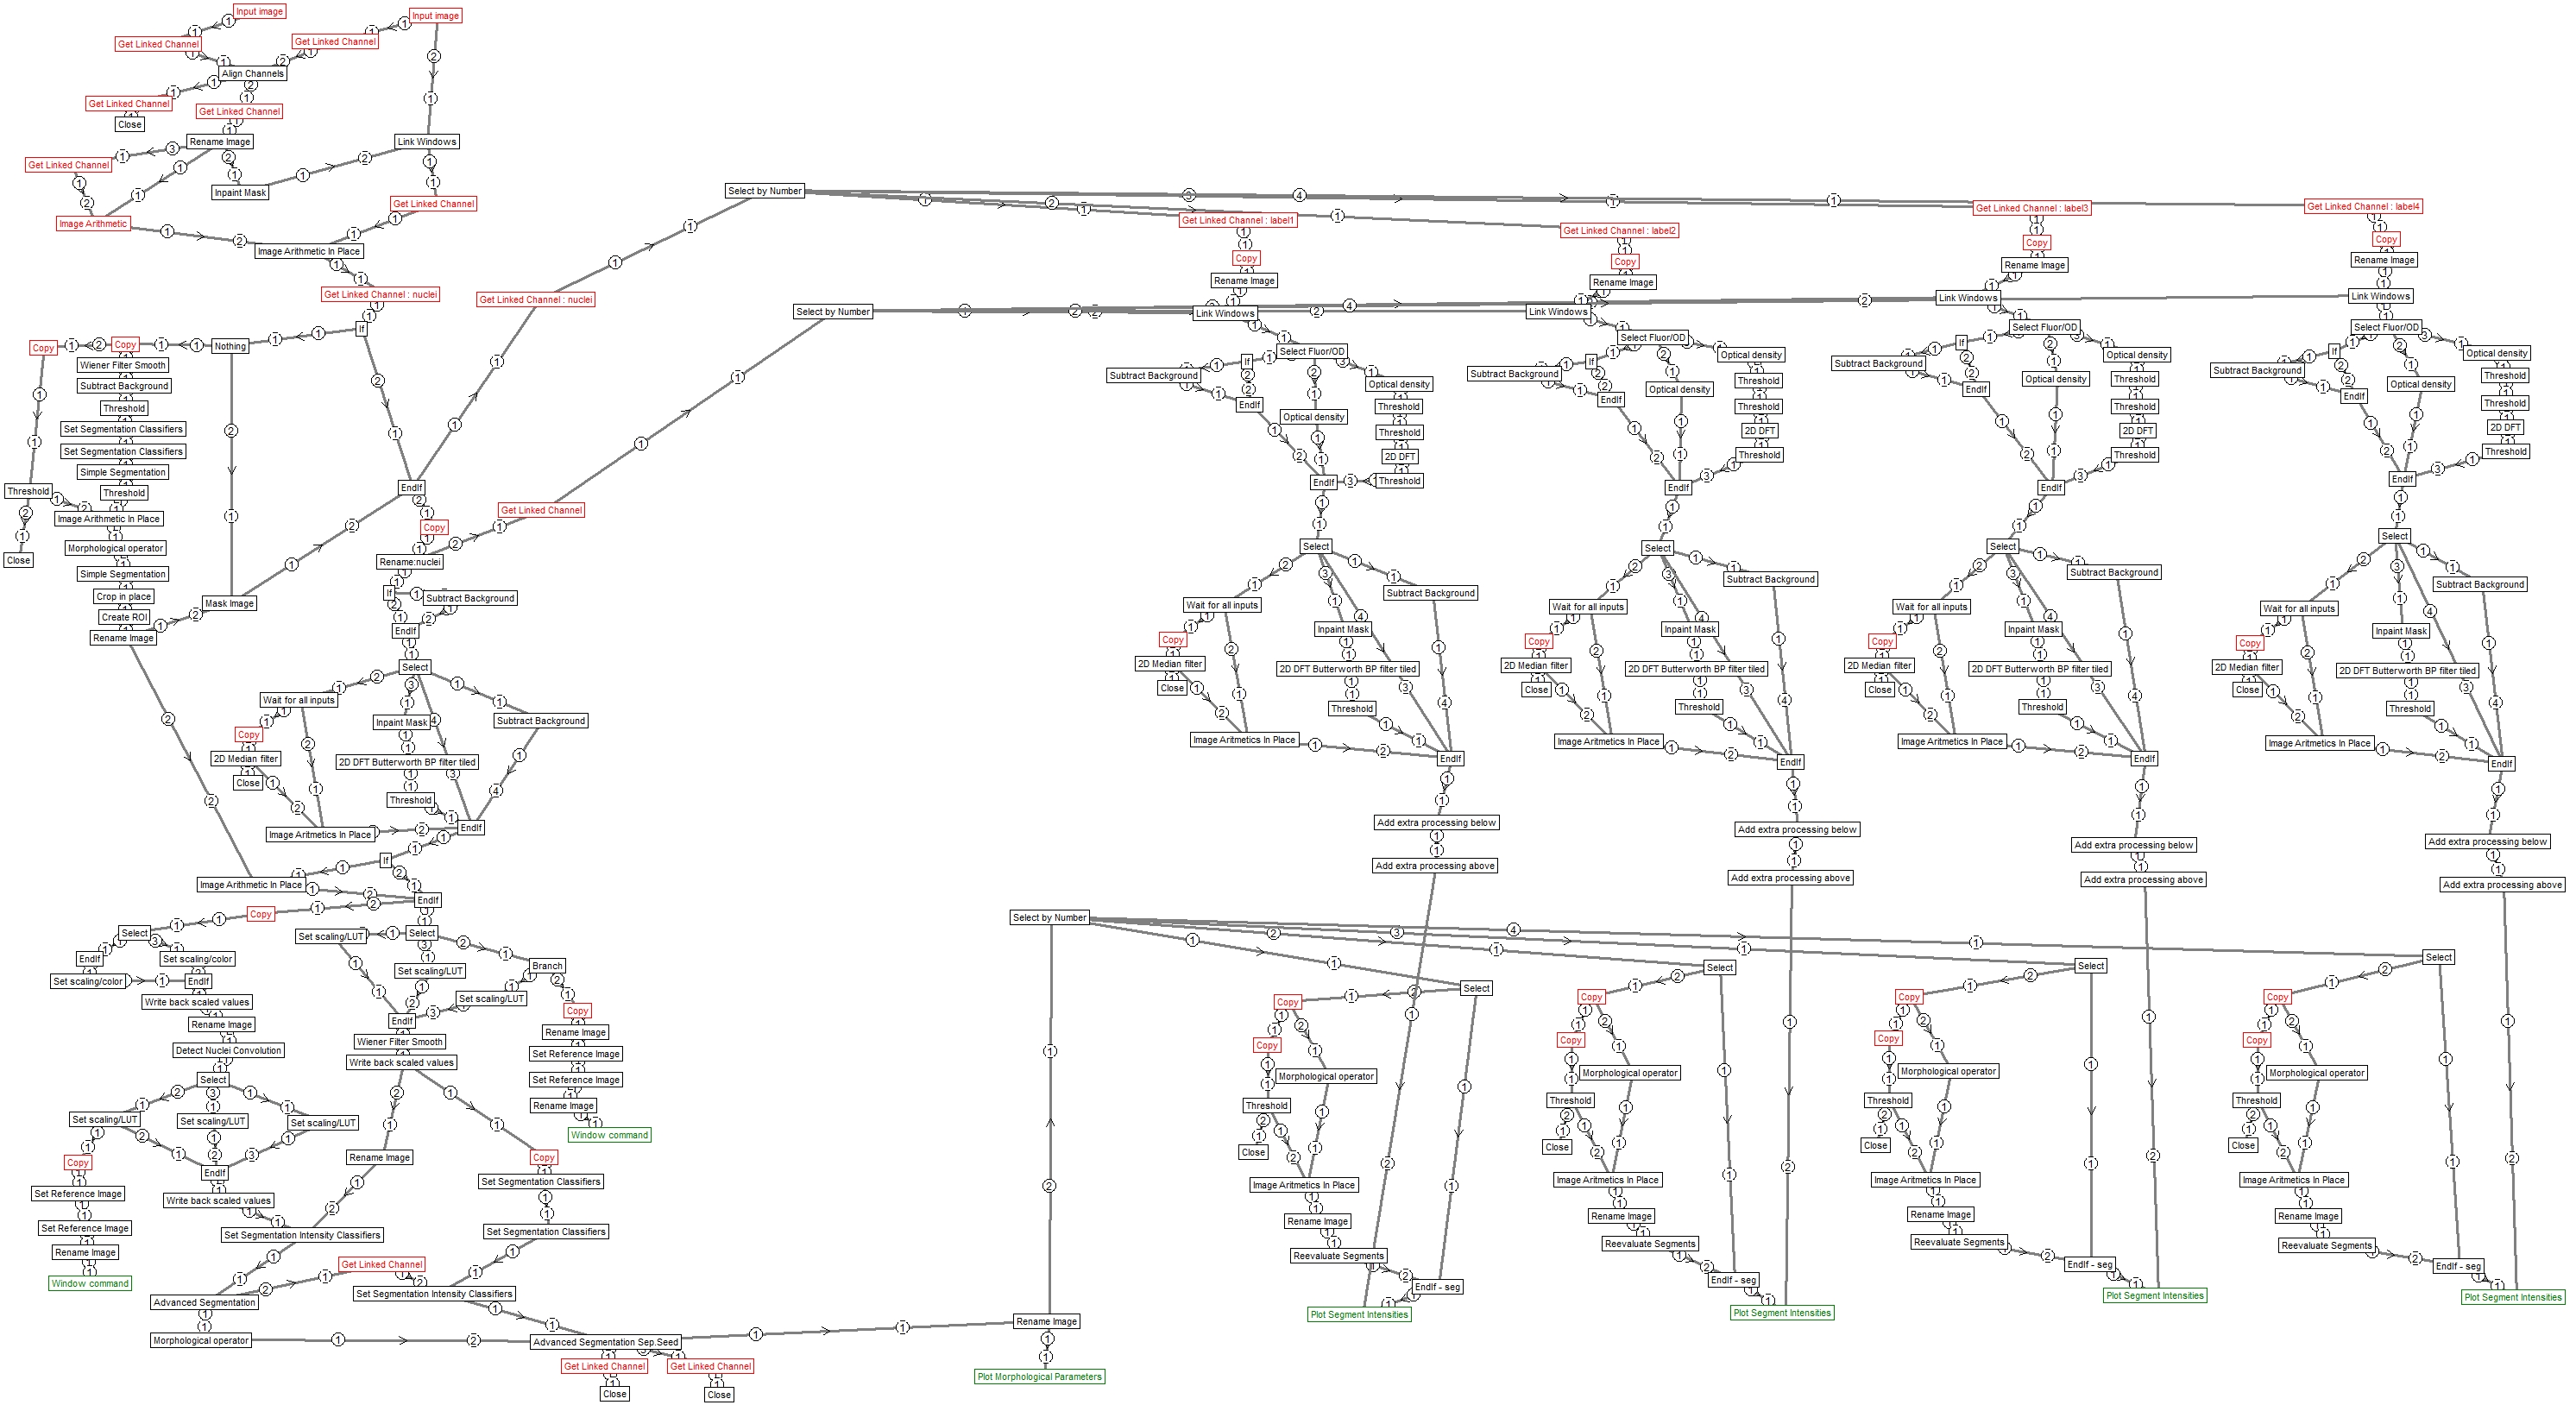 Input image
Input image
Get Linked Channel
Get Linked Channel
Align Channels
Get Linked Channel
Get Linked Channel
Close
Rename Image
Link Windows
Get Linked Channel
Inpaint Mask
Get Linked Channel
Image Arithmetic
Image Arithmetic In Place
Get Linked Channel : nuclei
If
Nothing
Copy
Copy
Wiener Filter Smooth
Subtract Background
Threshold
Set Segmentation Classifiers
Set Segmentation Classifiers
Simple Segmentation
Threshold
Threshold
Image Arithmetic In Place
Close
Morphological operator
Simple Segmentation
Crop in place
Create ROI
Rename Image
Mask Image
EndIf
Copy
Rename:nuclei
Get Linked Channel : nuclei
Get Linked Channel
If
Subtract Background
EndIf
Select
Wait for all inputs
Copy
2D Median filter
Close
Inpaint Mask
2D DFT Butterworth BP filter tiled
Threshold
Subtract Background
Image Aritmetics In Place
EndIf
If
Image Arithmetic In Place
EndIf
Copy
Select
EndIf
Set scaling/color
Set scaling/color
EndIf
Write back scaled values
Rename Image
Detect Nuclei Convolution
Select
Set scaling/LUT
Set scaling/LUT
Set scaling/LUT
EndIf
Copy
Set Reference Image
Set Reference Image
Rename Image
Window command
Write back scaled values
Set Segmentation Intensity Classifiers
Set scaling/LUT
Select
Set scaling/LUT
Branch
Set scaling/LUT
EndIf
Wiener Filter Smooth
Write back scaled values
Copy
Rename Image
Set Reference Image
Set Reference Image
Rename Image
Window command
Rename Image
Copy
Set Segmentation Classifiers
Set Segmentation Classifiers
Get Linked Channel
Set Segmentation Intensity Classifiers
Advanced Segmentation
Morphological operator
Advanced Segmentation Sep.Seed
Get Linked Channel
Get Linked Channel
Close
Close
Rename Image
Plot Morphological Parameters
Select by Number
Select by Number
Select by Number
Get Linked Channel : label1
Copy
Rename Image
Link Windows
Select Fluor/OD
If
Subtract Background
EndIf
Optical density
Optical density
Threshold
Threshold
2D DFT
Threshold
EndIf
Select
Wait for all inputs
Copy
2D Median filter
Close
Inpaint Mask
2D DFT Butterworth BP filter tiled
Threshold
Subtract Background
Image Aritmetics In Place
EndIf
Add extra processing below
Add extra processing above
Select
Copy
Copy
Morphological operator
Threshold
Close
Image Aritmetics In Place
Rename Image
Reevaluate Segments
EndIf - seg
Plot Segment Intensities
Get Linked Channel : label2
Copy
Rename Image
Link Windows
Select Fluor/OD
If
Subtract Background
EndIf
Optical density
Optical density
Threshold
Threshold
2D DFT
Threshold
EndIf
Select
Wait for all inputs
Copy
2D Median filter
Close
Inpaint Mask
2D DFT Butterworth BP filter tiled
Threshold
Subtract Background
Image Aritmetics In Place
EndIf
Add extra processing below
Add extra processing above
Select
Copy
Copy
Morphological operator
Threshold
Close
Image Aritmetics In Place
Rename Image
Reevaluate Segments
EndIf - seg
Plot Segment Intensities
Get Linked Channel : label3
Copy
Rename Image
Link Windows
Select Fluor/OD
If
Subtract Background
EndIf
Optical density
Optical density
Threshold
Threshold
2D DFT
Threshold
EndIf
Select
Wait for all inputs
Copy
2D Median filter
Close
Inpaint Mask
2D DFT Butterworth BP filter tiled
Threshold
Subtract Background
Image Aritmetics In Place
EndIf
Add extra processing below
Add extra processing above
Select
Copy
Copy
Morphological operator
Threshold
Close
Image Aritmetics In Place
Rename Image
Reevaluate Segments
EndIf - seg
Plot Segment Intensities
Get Linked Channel : label4
Copy
Rename Image
Link Windows
Select Fluor/OD
If
Subtract Background
EndIf
Optical density
Optical density
Threshold
Threshold
2D DFT
Threshold
EndIf
Select
Wait for all inputs
Copy
2D Median filter
Close
Inpaint Mask
2D DFT Butterworth BP filter tiled
Threshold
Subtract Background
Image Aritmetics In Place
EndIf
Add extra processing below
Add extra processing above
Select
Copy
Copy
Morphological operator
Threshold
Close
Image Aritmetics In Place
Rename Image
Reevaluate Segments
EndIf - seg
Plot Segment Intensities